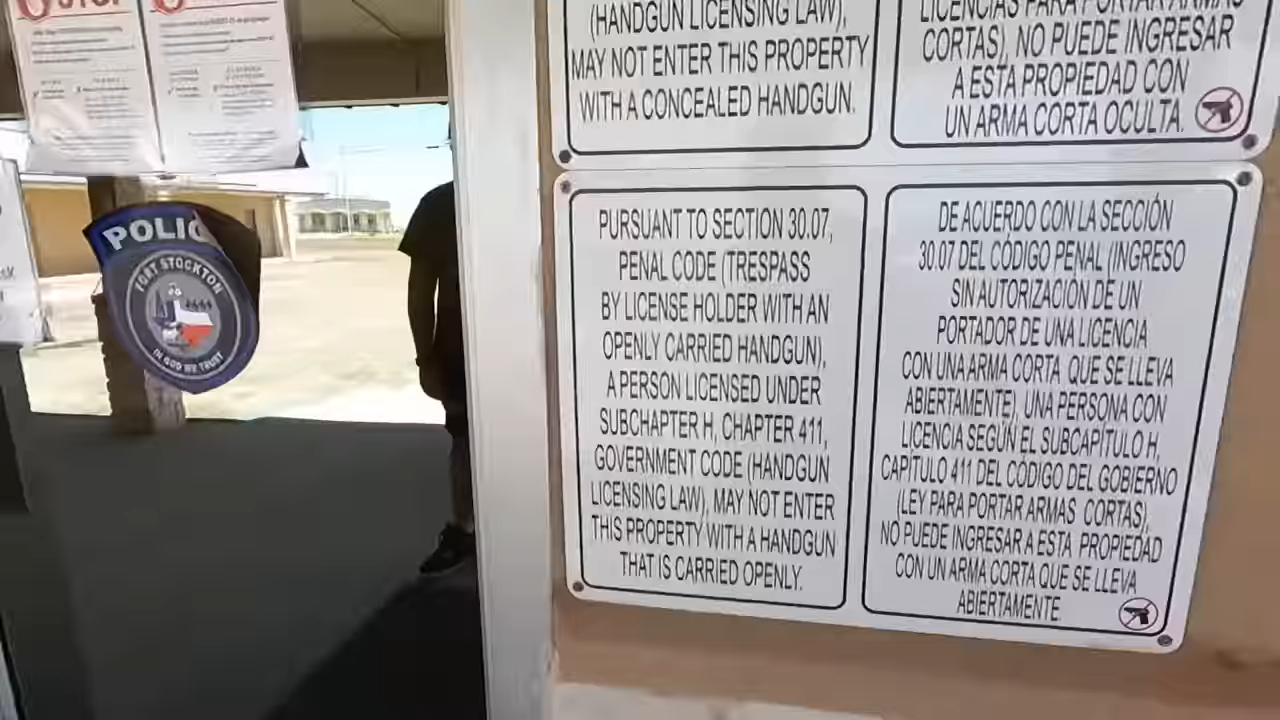 STOP
(HANDGUN LICENSING LAW),
MAY NOT ENTER THIS PROPERTY
WITH A CONCEALED HANDGUN.
LICENCIAS PARA PORTAR ARMAS
CORTAS), NO PUEDE INGRESAR
A ESTA PROPIEDAD CON
UN ARMA CORTA OCULTA.
POLIC
FORT STOCKTON
IN GOD WE TRUST
PURSUANT TO SECTION 30.07,
PENAL CODE (TRESPASS
BY LICENSE HOLDER WITH AN
OPENLY CARRIED HANDGUN),
A PERSON LICENSED UNDER
SUBCHAPTER H, CHAPTER 411,
GOVERNMENT CODE (HANDGUN
LICENSING LAW), MAY NOT ENTER
THIS PROPERTY WITH A HANDGUN
THAT IS CARRIED OPENLY.
DE ACUERDO CON LA SECCIÓN
30.07 DEL CÓDIGO PENAL (INGRESO
SIN AUTORIZACIÓN DE UN
PORTADOR DE UNA LICENCIA
CON UNA ARMA CORTA QUE SE LLEVA
ABIERTAMENTE), UNA PERSONA CON
LICENCIA SEGÚN EL SUBCAPÍTULO H,
CAPÍTULO 411 DEL CÓDIGO DEL GOBIERNO
(LEY PARA PORTAR ARMAS CORTAS),
NO PUEDE INGRESAR A ESTA PROPIEDAD
CON UN ARMA CORTA QUE SE LLEVA
ABIERTAMENTE.